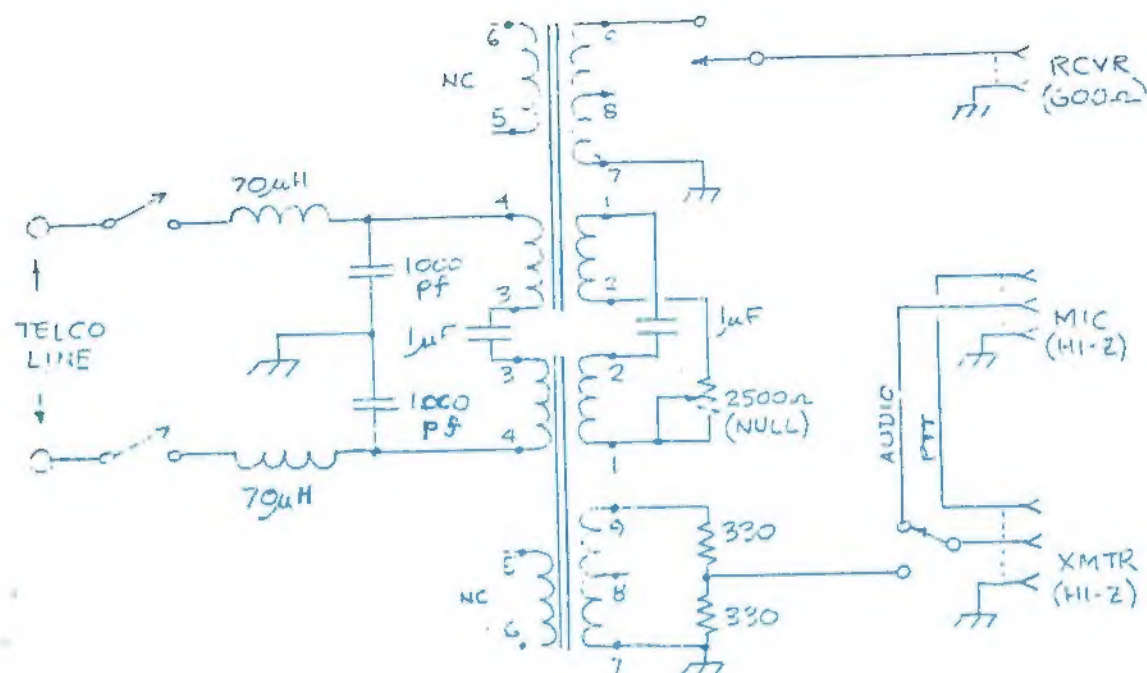 6
9
NC
8
5
7
RCVR
(600Ω)
70μH
4
1
1000
pf
3
2
1μF
1μF
TELCO
LINE
3
2
1000
pf
2500Ω
(NULL)
4
1
70μH
MIC
(HI-Z)
AUDIO
PTT
9
330
5
NC
8
6
330
7
XMTR
(HI-Z)